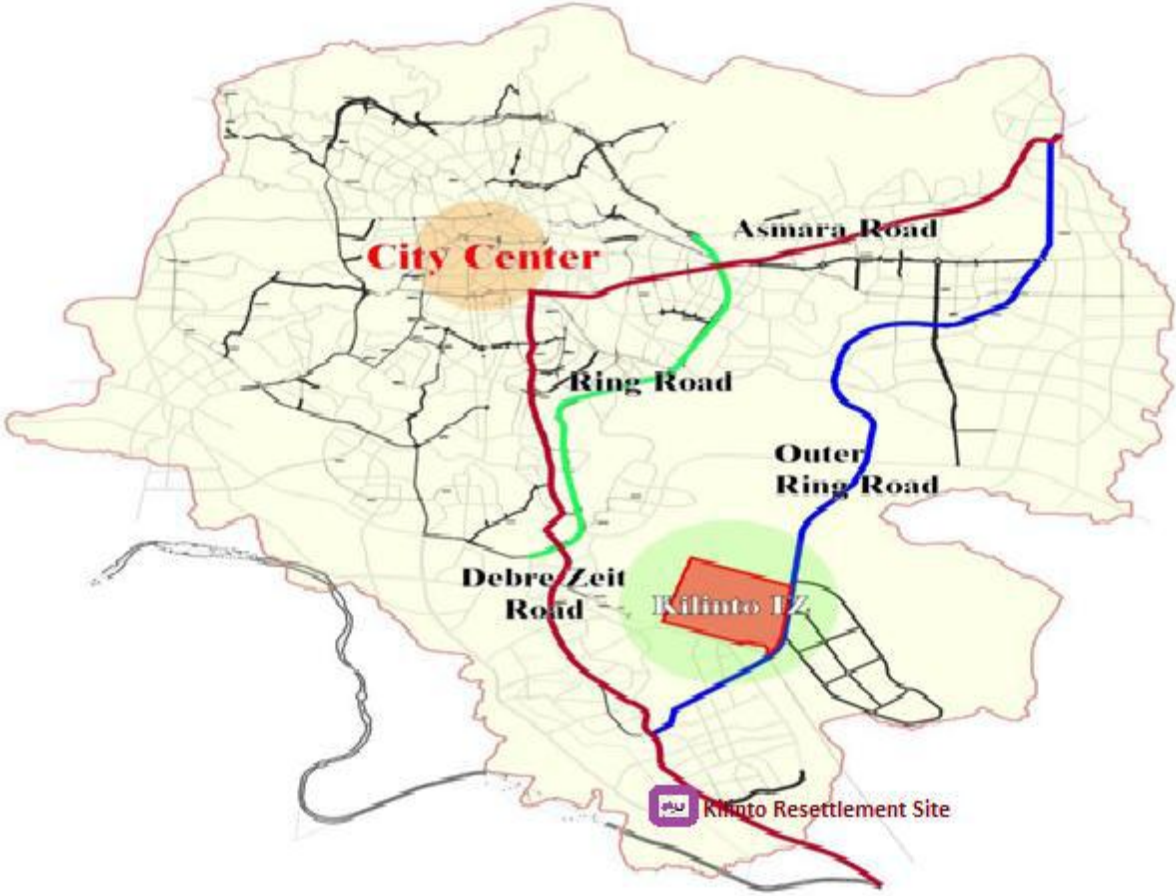 Asmara Road
City Center
Ring Road
Outer
Ring Road
Debre Zeit
Road
Kilinto IZ
Kilinto Resettlement Site